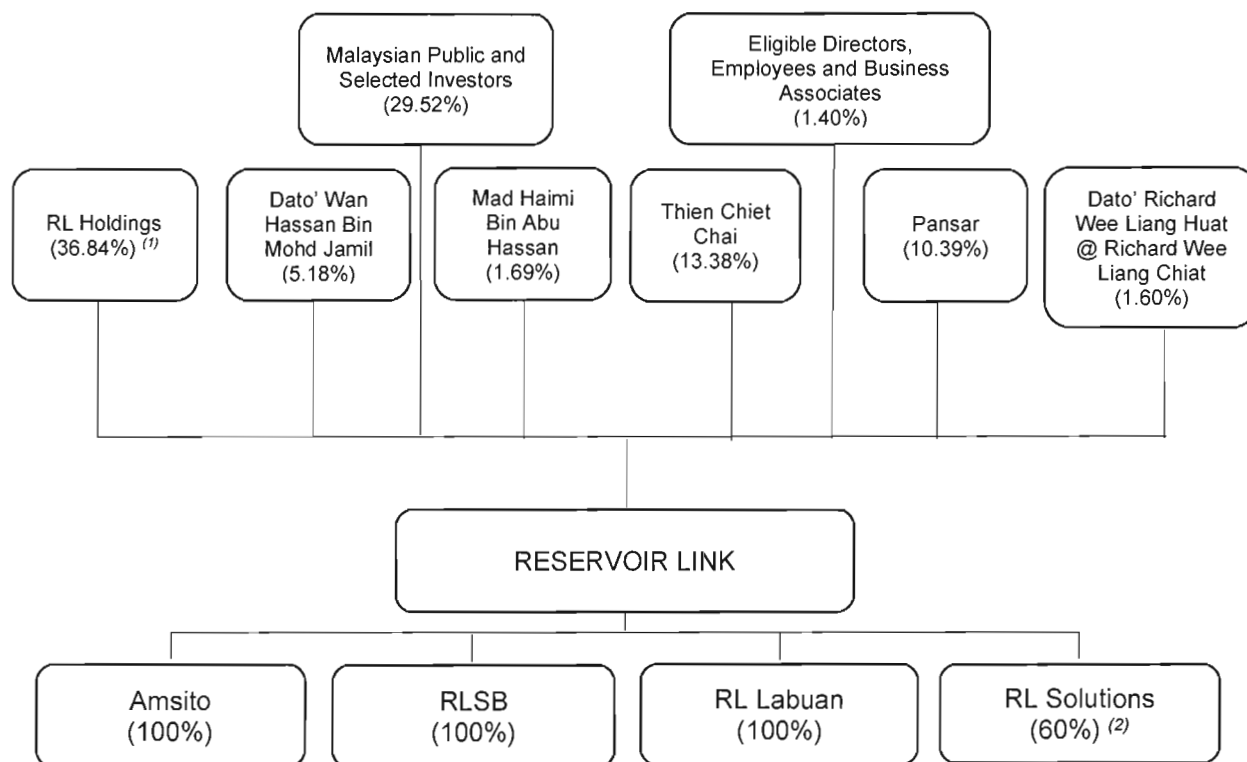 Malaysian Public and
Selected Investors
(29.52%)
Eligible Directors,
Employees and Business
Associates
(1.40%)
RL Holdings
(36.84%) (1)
Dato' Wan
Hassan Bin
Mohd Jamil
(5.18%)
Mad Haimi
Bin Abu
Hassan
(1.69%)
Thien Chiet
Chai
(13.38%)
Pansar
(10.39%)
Dato' Richard
Wee Liang Huat
@ Richard Wee
Liang Chiat
(1.60%)
RESERVOIR LINK
Amsito
(100%)
RLSB
(100%)
RL Labuan
(100%)
RL Solutions
(60%) (2)